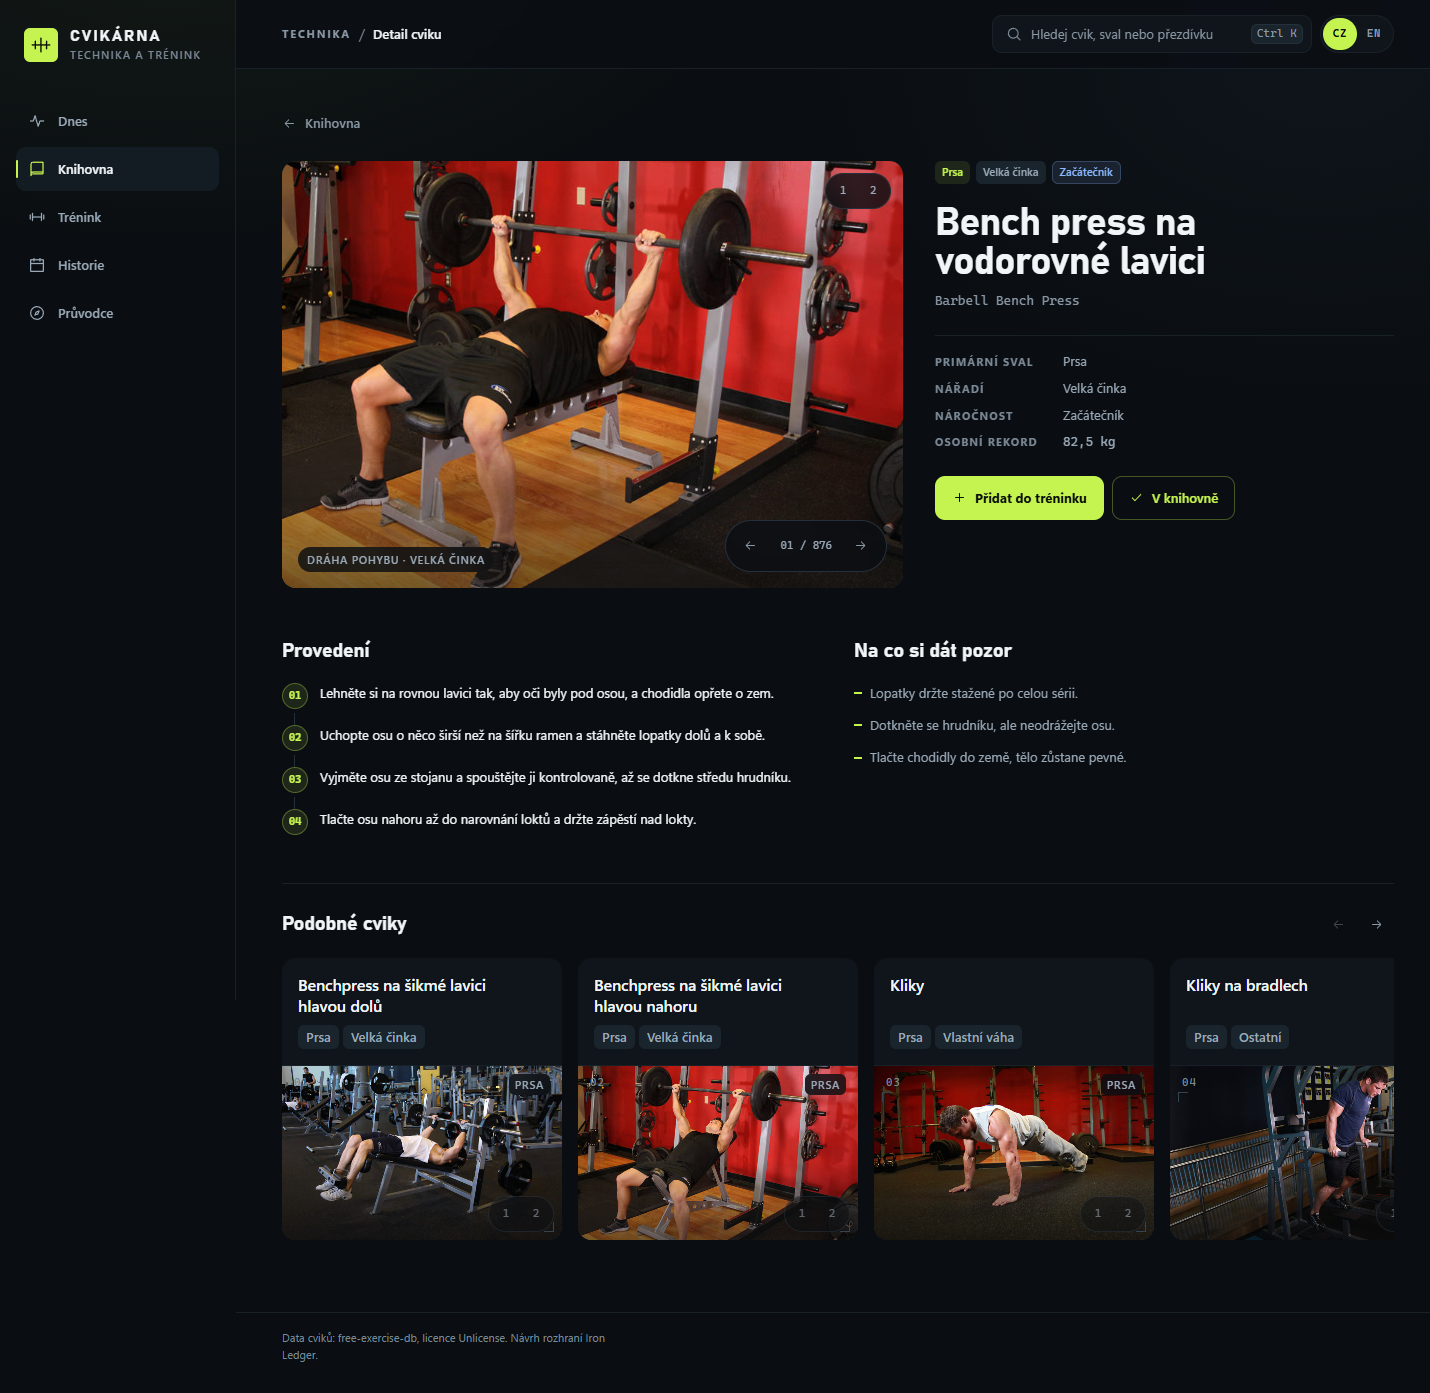 CVIKÁRNA
TECHNIKA A TRÉNINK
TECHNIKA / Detail cviku
Hledej cvik, sval nebo přezdívku
Ctrl K
CZ
EN
Dnes
Knihovna
Trénink
Historie
Průvodce
← Knihovna
1 2
DRÁHA POHYBU · VELKÁ ČINKA
← 01 / 876 →
Prsa
Velká činka
Začátečník
Bench press na
vodorovné lavici
Barbell Bench Press
PRIMÁRNÍ SVAL Prsa
NÁŘADÍ Velká činka
NÁROČNOST Začátečník
OSOBNÍ REKORD 82,5 kg
+ Přidat do tréninku
V knihovně
Provedení
01 Lehněte si na rovnou lavici tak, aby oči byly pod osou, a chodidla opřete o zem.
02 Uchopte osu o něco širší než na šířku ramen a stáhněte lopatky dolů a k sobě.
03 Vyjměte osu ze stojanu a spouštějte ji kontrolovaně, až se dotkne středu hrudníku.
04 Tlačte osu nahoru až do narovnání loktů a držte zápěstí nad lokty.
Na co si dát pozor
Lopatky držte stažené po celou sérii.
Dotkněte se hrudníku, ale neodrážejte osu.
Tlačte chodidly do země, tělo zůstane pevné.
Podobné cviky
← →
Benchpress na šikmé lavici
hlavou dolů
Prsa
Velká činka
PRSA
1 2
Benchpress na šikmé lavici
hlavou nahoru
Prsa
Velká činka
02
PRSA
1 2
Kliky
Prsa
Vlastní váha
03
PRSA
1 2
Kliky na bradlech
Prsa
Ostatní
04
1
Data cviků: free-exercise-db, licence Unlicense. Návrh rozhraní Iron
Ledger.